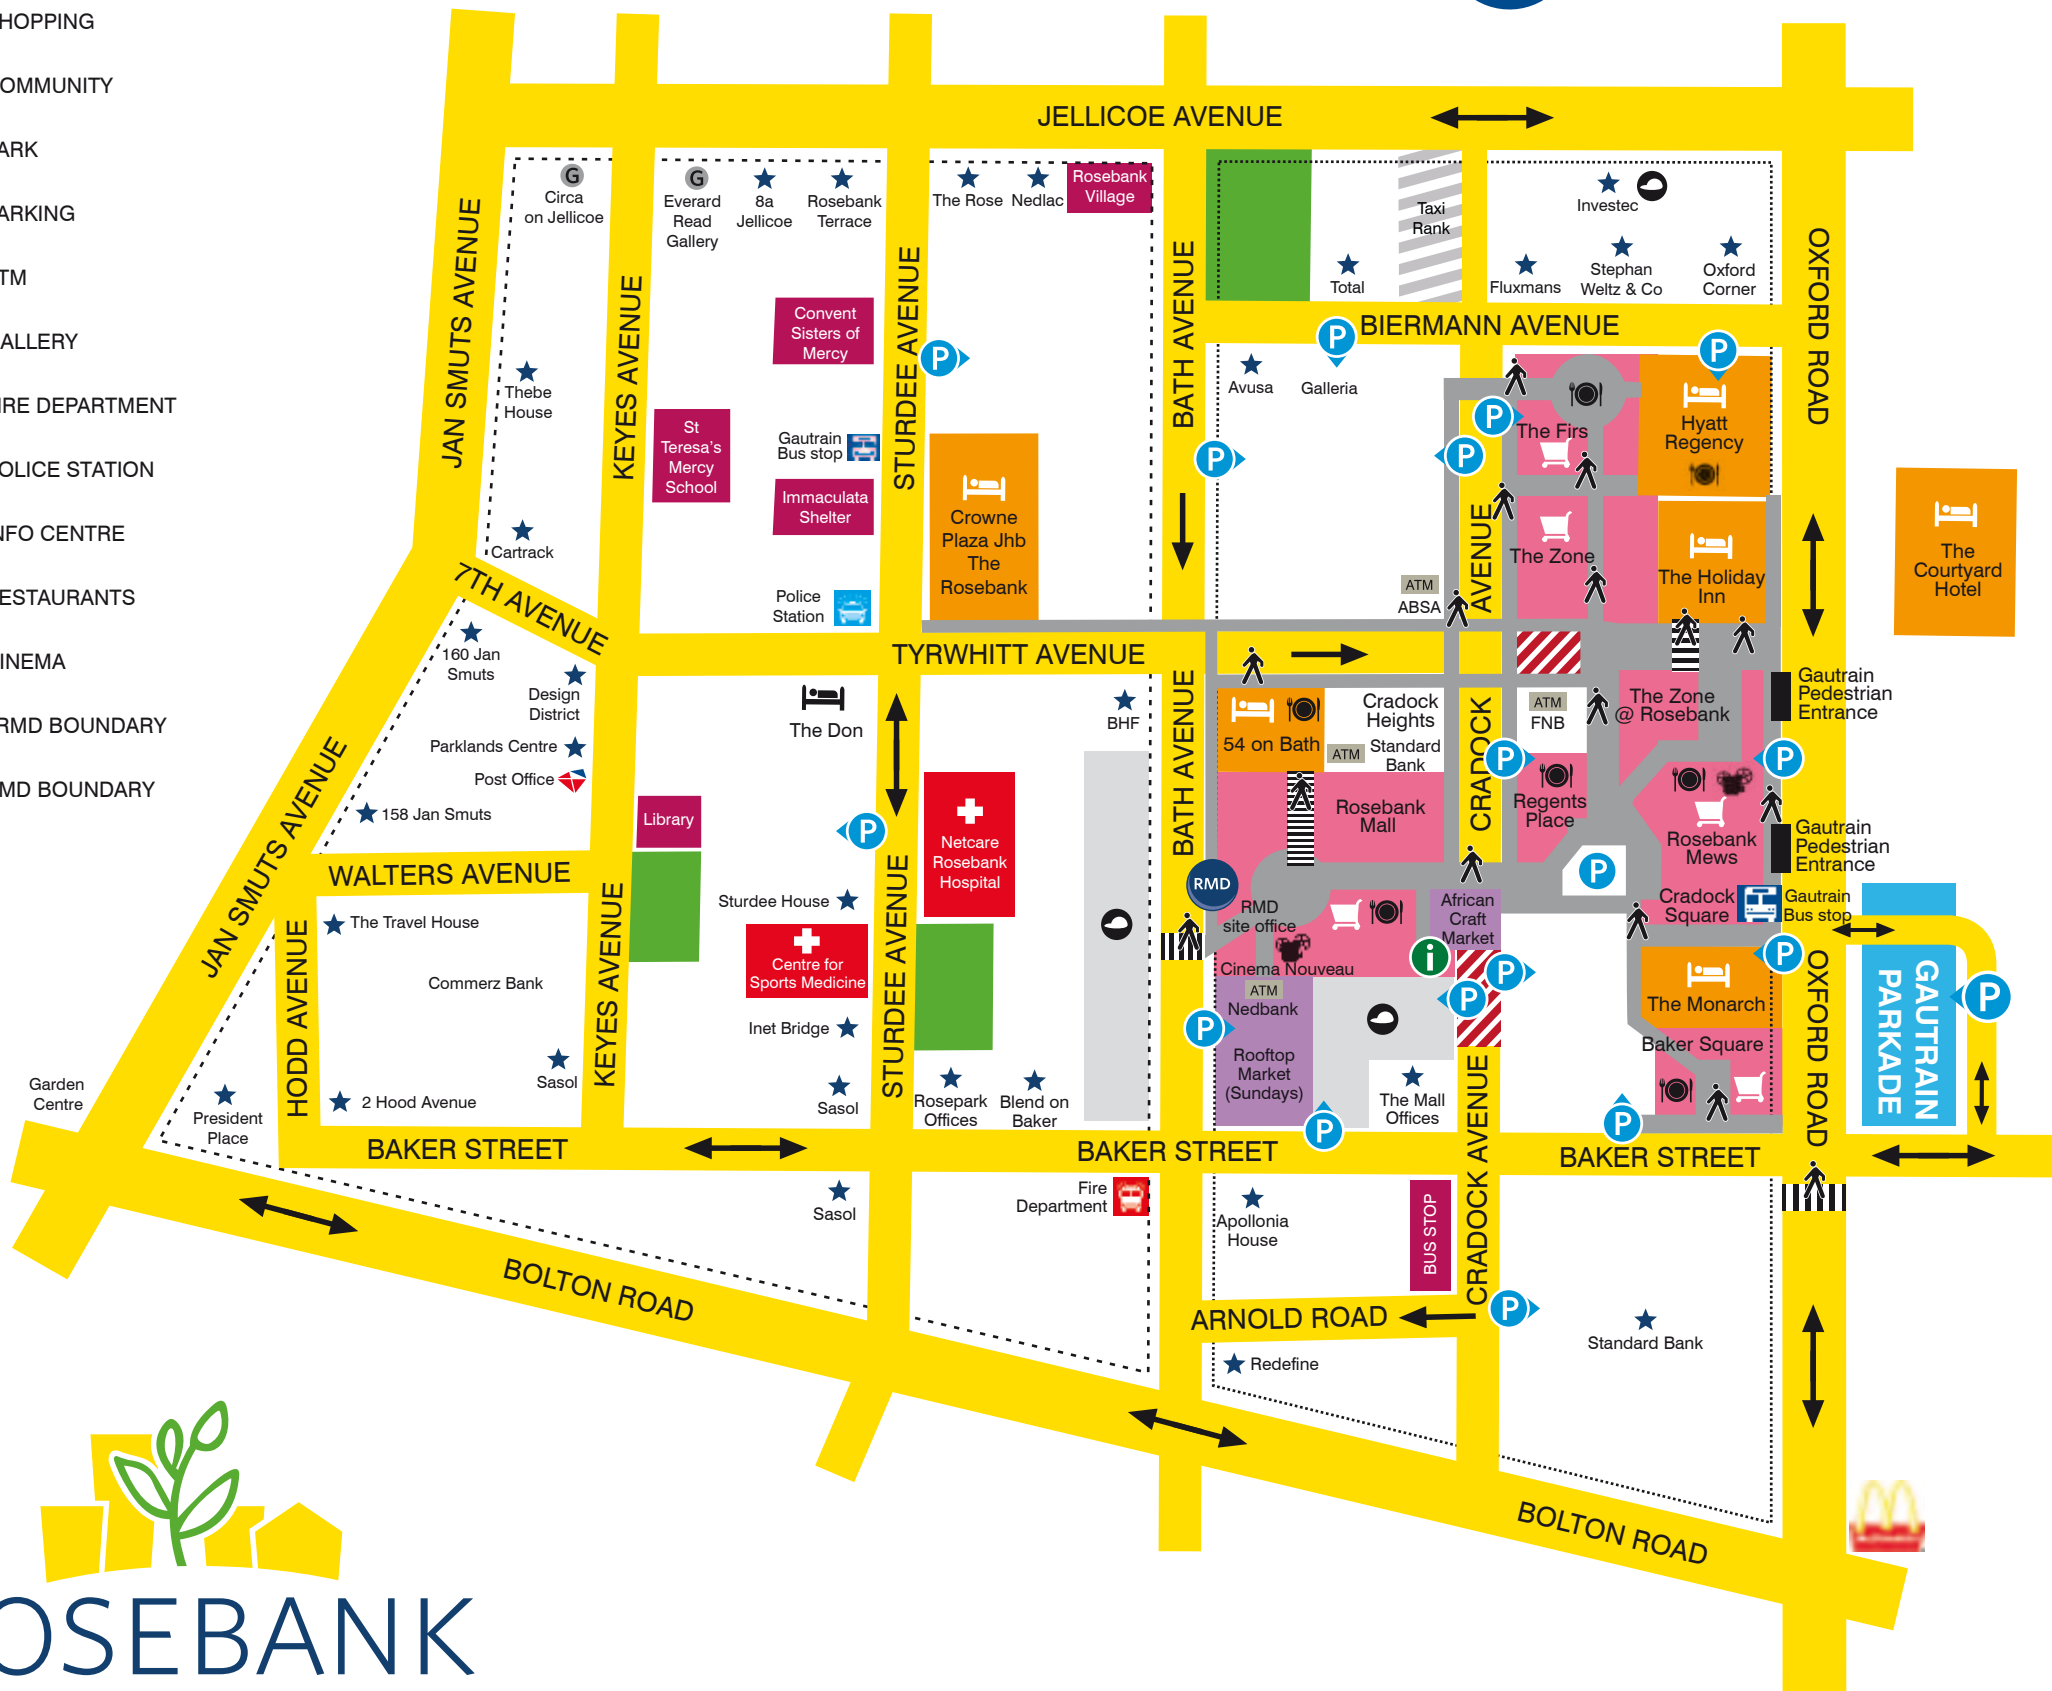 HOPPING
OMMUNITY
ARK
ARKING
TM
ALLERY
IRE DEPARTMENT
OLICE STATION
NFO CENTRE
ESTAURANTS
INEMA
RMD BOUNDARY
MD BOUNDARY
JELLICOE AVENUE
G
Circa
on Jellicoe
G
Everard
Read
Gallery
8a
Jellicoe
Rosebank
Terrace
The Rose
Nedlac
Rosebank
Village
Taxi
Rank
Total
Investec
Fluxmans
Stephan
Weltz & Co
Oxford
Corner
JAN SMUTS AVENUE
KEYES AVENUE
STURDEE AVENUE
BATH AVENUE
OXFORD ROAD
BIERMANN AVENUE
Convent
Sisters of
Mercy
P
P
P
Thebe
House
Avusa
Galleria
St
Teresa's
Mercy
School
Gautrain
Bus stop
Immaculata
Shelter
P
P
P
The Firs
Hyatt
Regency
Crowne
Plaza Jhb
The
Rosebank
Cartrack
The Zone
The Holiday
Inn
The
Courtyard
Hotel
7TH AVENUE
Police
Station
ATM
ABSA
AVENUE
TYRWHITT AVENUE
160 Jan
Smuts
Design
District
Parklands Centre
Post Office
158 Jan Smuts
The Don
BHF
BATH AVENUE
54 on Bath
Cradock
Heights
ATM
Standard
Bank
CRADOCK
ATM
FNB
The Zone
@ Rosebank
Gautrain
Pedestrian
Entrance
P
P
Library
P
Netcare
Rosebank
Hospital
Rosebank
Mall
Regents
Place
Rosebank
Mews
Gautrain
Pedestrian
Entrance
JAN SMUTS AVENUE
WALTERS AVENUE
KEYES AVENUE
STURDEE AVENUE
RMD
RMD
site office
P
African
Craft
Market
Cradock
Square
Gautrain
Bus stop
Sturdee House
The Travel House
Centre for
Sports Medicine
Commerz Bank
Inet Bridge
HODD AVENUE
Cinema Nouveau
ATM
Nedbank
i
P
P
P
P
P
The Monarch
OXFORD ROAD
GAUTRAIN
PARKADE
Rooftop
Market
(Sundays)
Baker Square
Garden
Centre
President
Place
2 Hood Avenue
Sasol
Sasol
Rosepark
Offices
Blend on
Baker
The Mall
Offices
P
P
BAKER STREET
BAKER STREET
BAKER STREET
CRADOCK AVENUE
Sasol
Fire
Department
Apollonia
House
BUS STOP
BOLTON ROAD
ARNOLD ROAD
P
Standard Bank
Redefine
BOLTON ROAD
OSEBANK